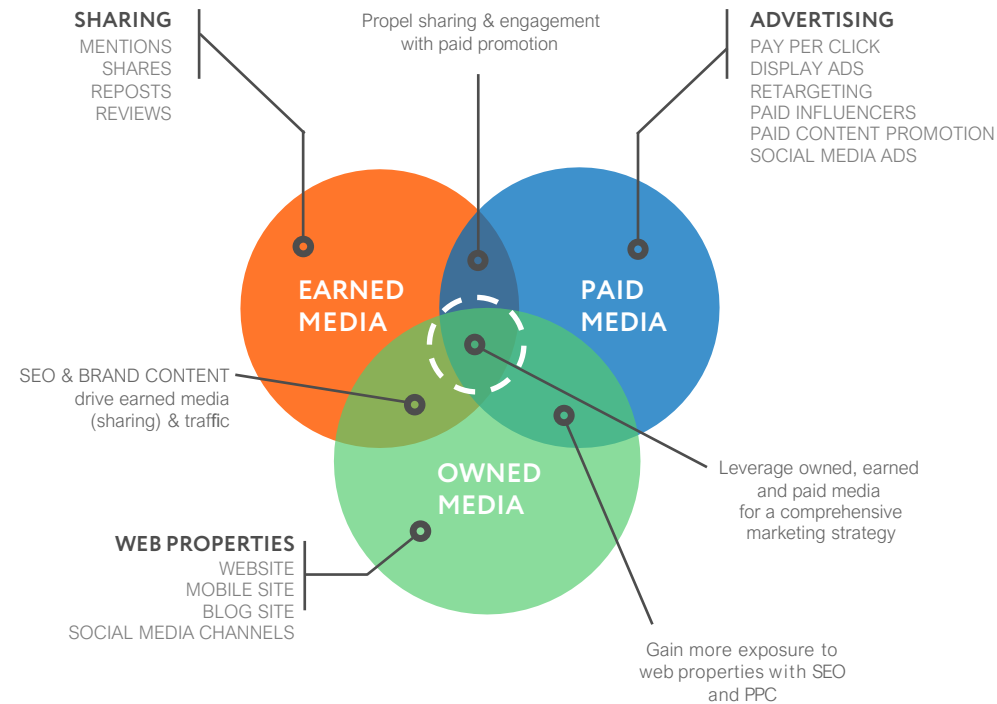 SHARING
MENTIONS
SHARES
REPOSTS
REVIEWS
Propel sharing & engagement
with paid promotion
ADVERTISING
PAY PER CLICK
DISPLAY ADS
RETARGETING
PAID INFLUENCERS
PAID CONTENT PROMOTION
SOCIAL MEDIA ADS
EARNED
MEDIA
PAID
MEDIA
SEO & BRAND CONTENT
drive earned media
(sharing) & traffic
OWNED
MEDIA
Leverage owned, earned
and paid media
for a comprehensive
marketing strategy
WEB PROPERTIES
WEBSITE
MOBILE SITE
BLOG SITE
SOCIAL MEDIA CHANNELS
Gain more exposure to
web properties with SEO
and PPC